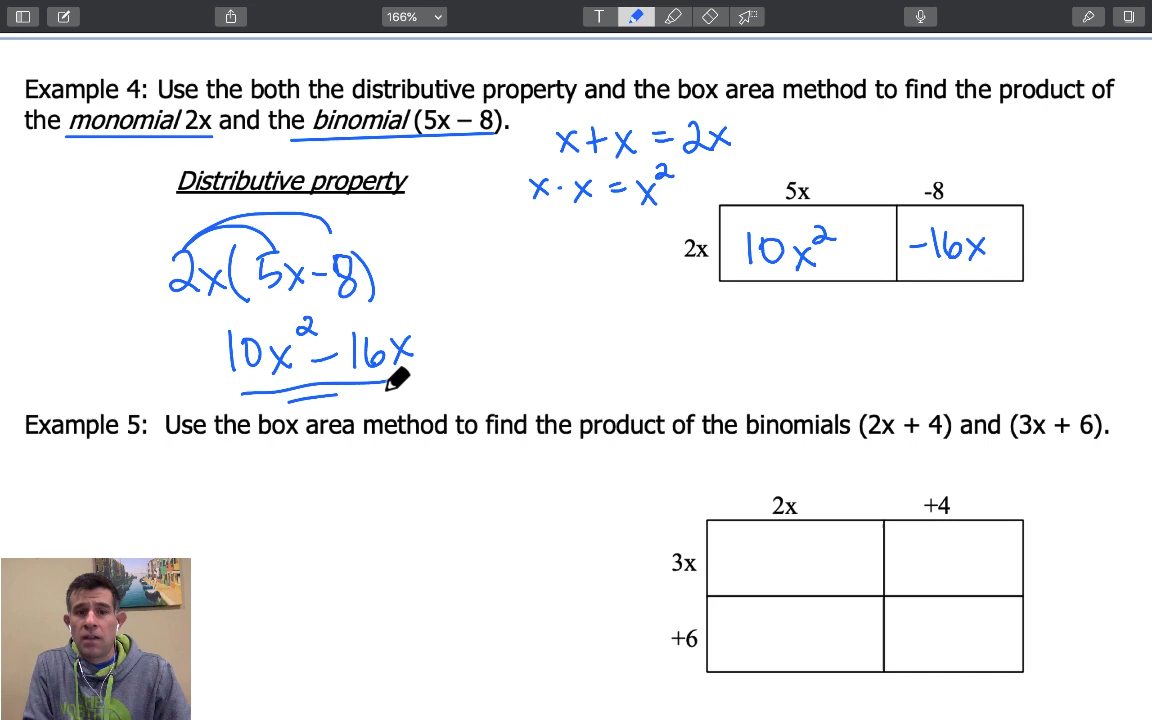 166%
T
Example 4: Use the both the distributive property and the box area method to find the product of
the monomial 2x and the binomial (5x – 8).
x + x = 2x
x · x = x²
Distributive property
2x(5x-8)
10x² - 16x
5x -8
2x 10x² -16x
Example 5: Use the box area method to find the product of the binomials (2x + 4) and (3x + 6).
2x +4
3x
+6